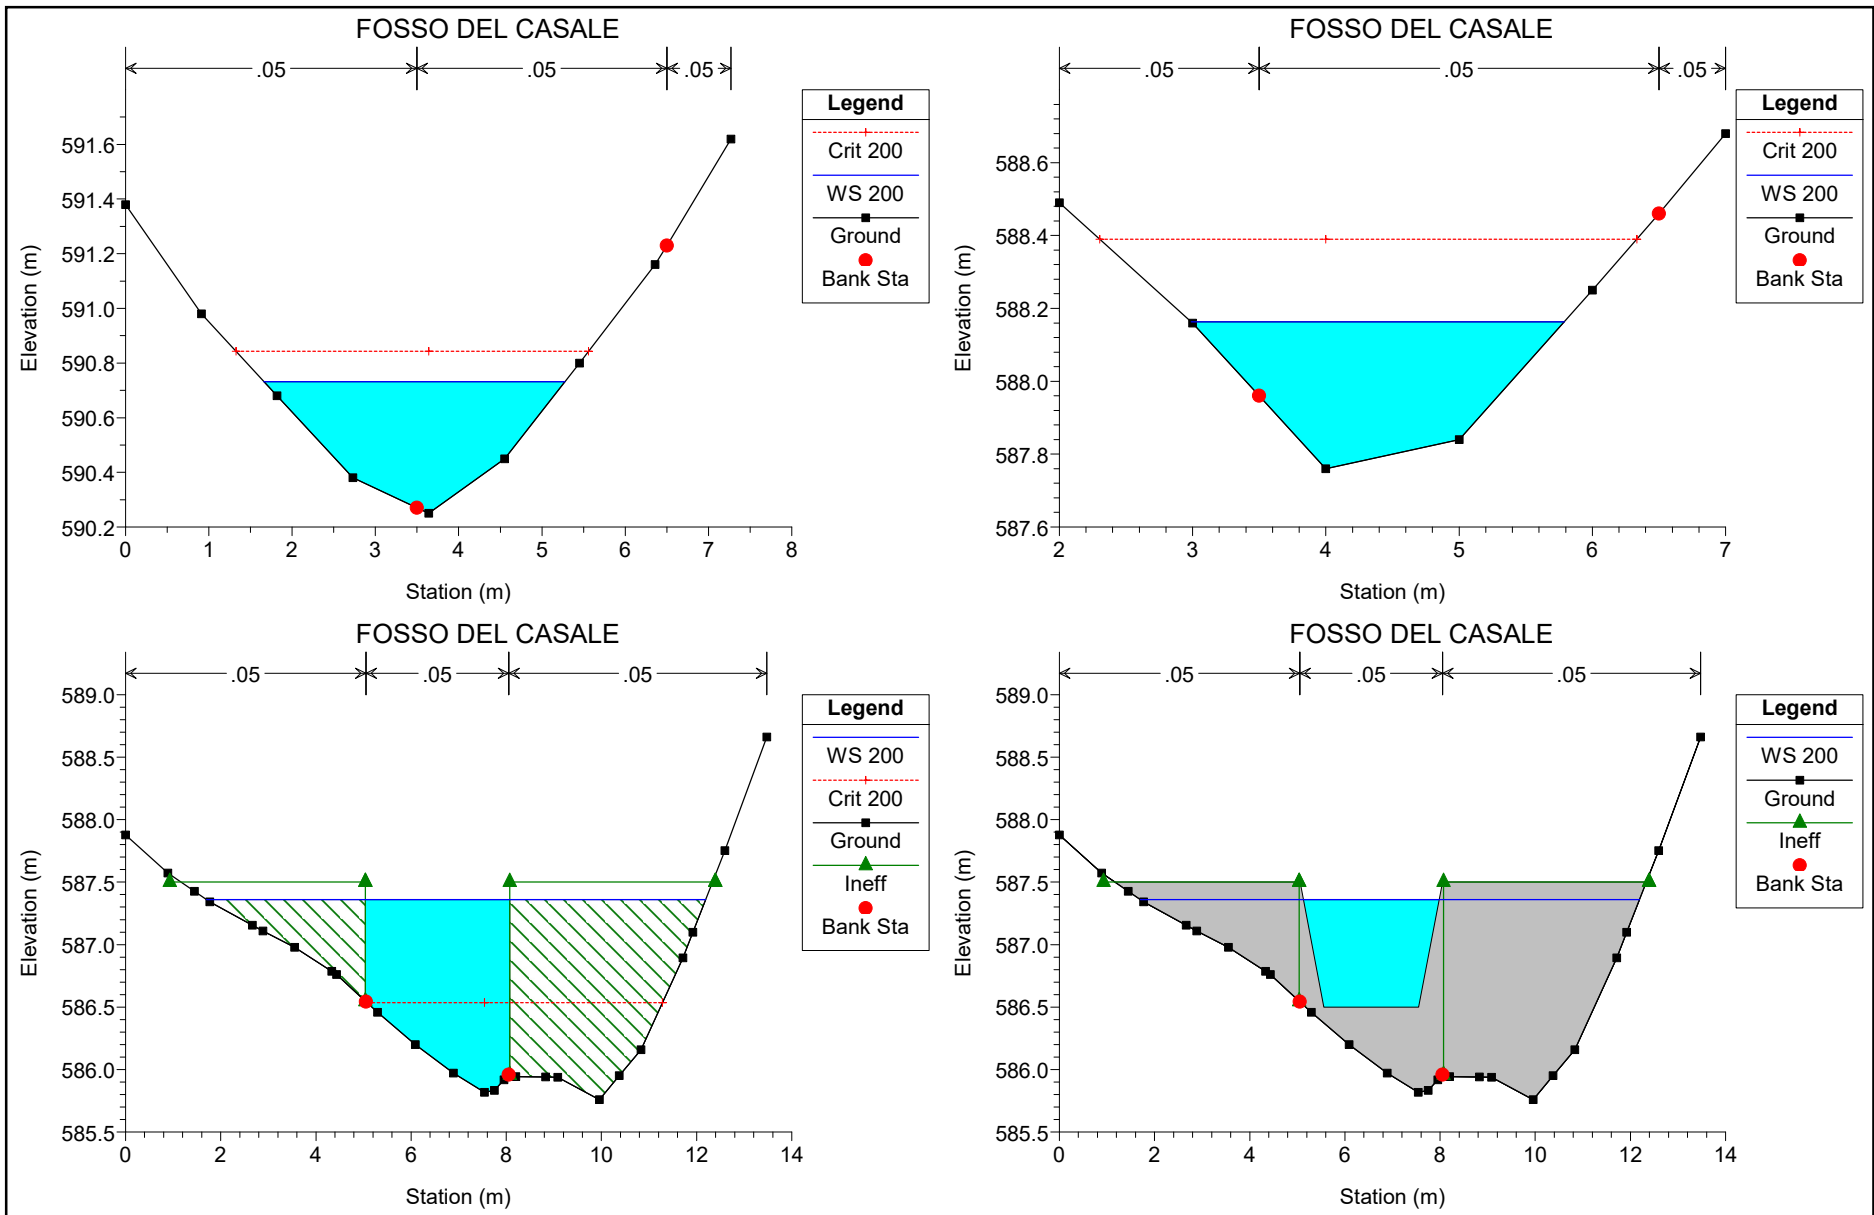 FOSSO DEL CASALE
.05 .05 .05
Legend
Crit 200
WS 200
Ground
Bank Sta
Elevation (m)
591.6
591.4
591.2
591.0
590.8
590.6
590.4
590.2
0 1 2 3 4 5 6 7 8
Station (m)
FOSSO DEL CASALE
.05 .05 .05
Legend
Crit 200
WS 200
Ground
Bank Sta
Elevation (m)
588.6
588.4
588.2
588.0
587.8
587.6
2 3 4 5 6 7
Station (m)
FOSSO DEL CASALE
.05 .05 .05
Legend
WS 200
Crit 200
Ground
Ineff
Bank Sta
Elevation (m)
589.0
588.5
588.0
587.5
587.0
586.5
586.0
585.5
0 2 4 6 8 10 12 14
Station (m)
FOSSO DEL CASALE
.05 .05 .05
Legend
WS 200
Ground
Ineff
Bank Sta
Elevation (m)
589.0
588.5
588.0
587.5
587.0
586.5
586.0
585.5
0 2 4 6 8 10 12 14
Station (m)